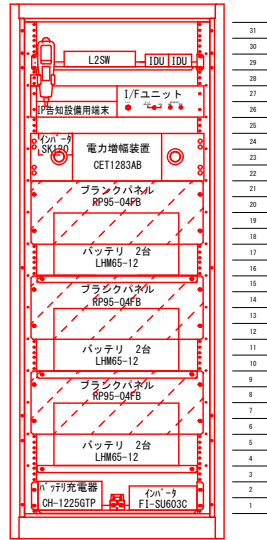 L2SW IDU IDU
I/Fユニット
IP告知設備用端末
インバータ
SK120
電力増幅装置
CET1283AB
ブランクパネル
RP95-04FB
バッテリ 2台
LHM65-12
ブランクパネル
RP95-04FB
バッテリ 2台
LHM65-12
ブランクパネル
RP95-04FB
バッテリ 2台
LHM65-12
バッテリ充電器
CH-1225GTP
インバータ
FI-SU603C
31
30
29
28
27
26
25
24
23
22
21
20
19
18
17
16
15
14
13
12
11
10
9
8
7
6
5
4
3
2
1